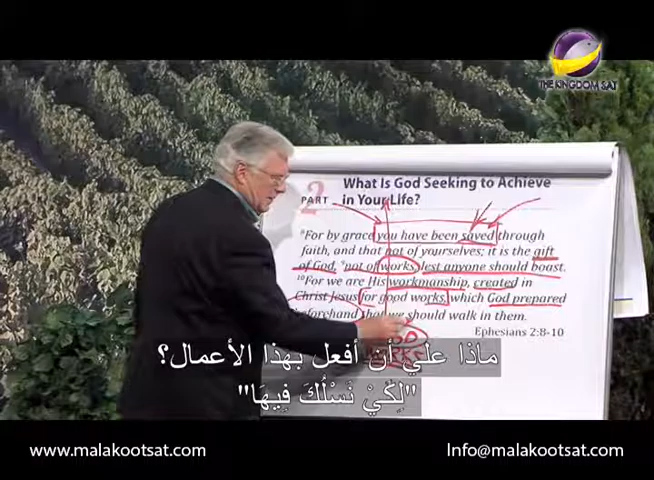 THE KINGDOM SAT
What Is God Seeking to Achieve
PART 2 in Your Life?
⁸For by grace you have been saved through
faith, and that not of yourselves; it is the gift
of God, ⁹not of works, lest anyone should boast.
¹⁰For we are His workmanship, created in
Christ Jesus for good works, which God prepared
beforehand that we should walk in them.
Ephesians 2:8-10
ماذا علي أن أفعل بهذا الأعمال؟
"لِكَيْ نَسْلُكَ فِيهَا"
www.malakootsat.com
Info@malakootsat.com